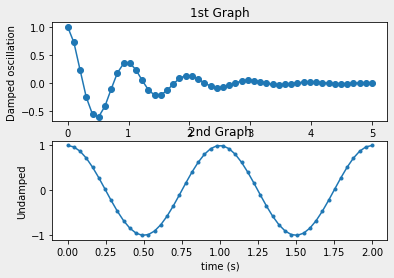 1st Graph
Damped oscillation
1.0
0.5
0.0
−0.5
0 1 2 3 4 5
2nd Graph
Undamped
1
0
−1
0.00 0.25 0.50 0.75 1.00 1.25 1.50 1.75 2.00
time (s)